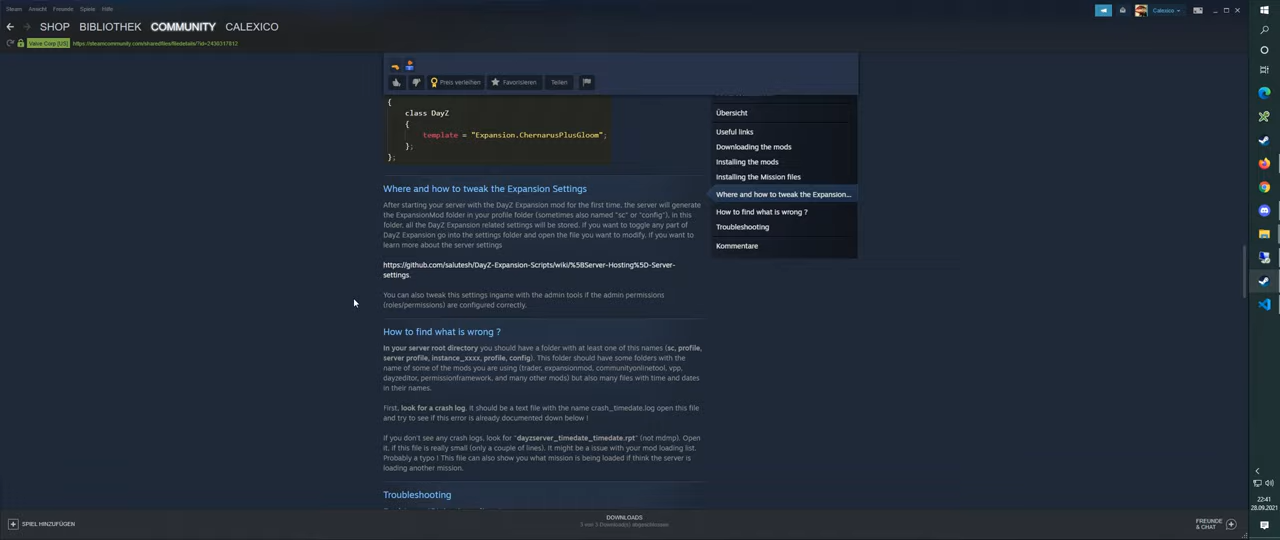 Steam Ansicht Freunde Spiele Hilfe
Calexico
SHOP BIBLIOTHEK COMMUNITY CALEXICO
Valve Corp [US] https://steamcommunity.com/sharedfiles/filedetails/?id=2430317812
Preis verleihen Favorisieren Teilen
{
class DayZ
{
template = "Expansion.ChernarusPlusGloom";
};
};
Where and how to tweak the Expansion Settings
After starting your server with the DayZ Expansion mod for the first time, the server will generate
the ExpansionMod folder in your profile folder (sometimes also named "sc" or "config"). In this
folder, all the DayZ Expansion related settings will be stored. If you want to toggle any part of
DayZ Expansion go into the settings folder and open the file you want to modify, if you want to
learn more about the server settings
https://github.com/salutesh/DayZ-Expansion-Scripts/wiki/%5BServer-Hosting%5D-Server-
settings.
You can also tweak this settings ingame with the admin tools if the admin permissions
(roles/permissions) are configured correctly.
How to find what is wrong ?
In your server root directory you should have a folder with at least one of this names (sc, profile,
server profile, instance_xxxx, profile, config). This folder should have some folders with the
name of some of the mods you are using (trader, expansionmod, communityonlinetool, vpp,
dayzeditor, permissionframework, and many other mods) but also many files with time and dates
in their names.
First, look for a crash log. It should be a text file with the name crash_timedate.log open this file
and try to see if this error is already documented down below !
If you don't see any crash logs, look for "dayzserver_timedate_timedate.rpt" (not mdmp). Open
it. if this file is really small (only a couple of lines). It might be a issue with your mod loading list.
Probably a typo ! This file can also show you what mission is being loaded if think the server is
loading another mission.
Troubleshooting
Übersicht
Useful links
Downloading the mods
Installing the mods
Installing the Mission files
Where and how to tweak the Expansion...
How to find what is wrong ?
Troubleshooting
Kommentare
SPIEL HINZUFÜGEN
DOWNLOADS
FREUNDE
& CHAT
22:41
28.09.2021